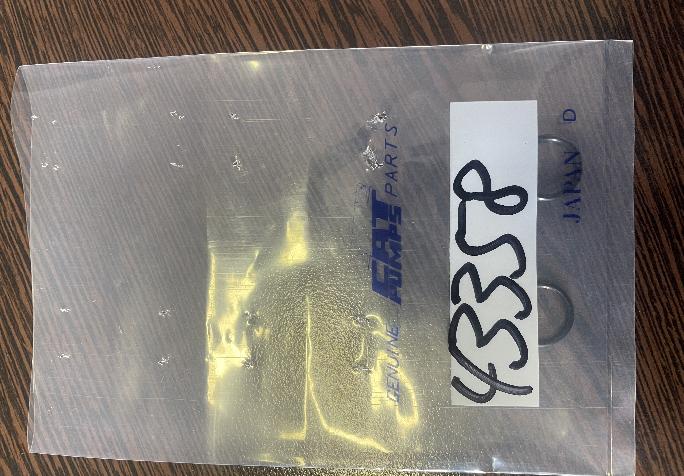 GENUINE CAT PUMPS PARTS
43358
JAPAN D